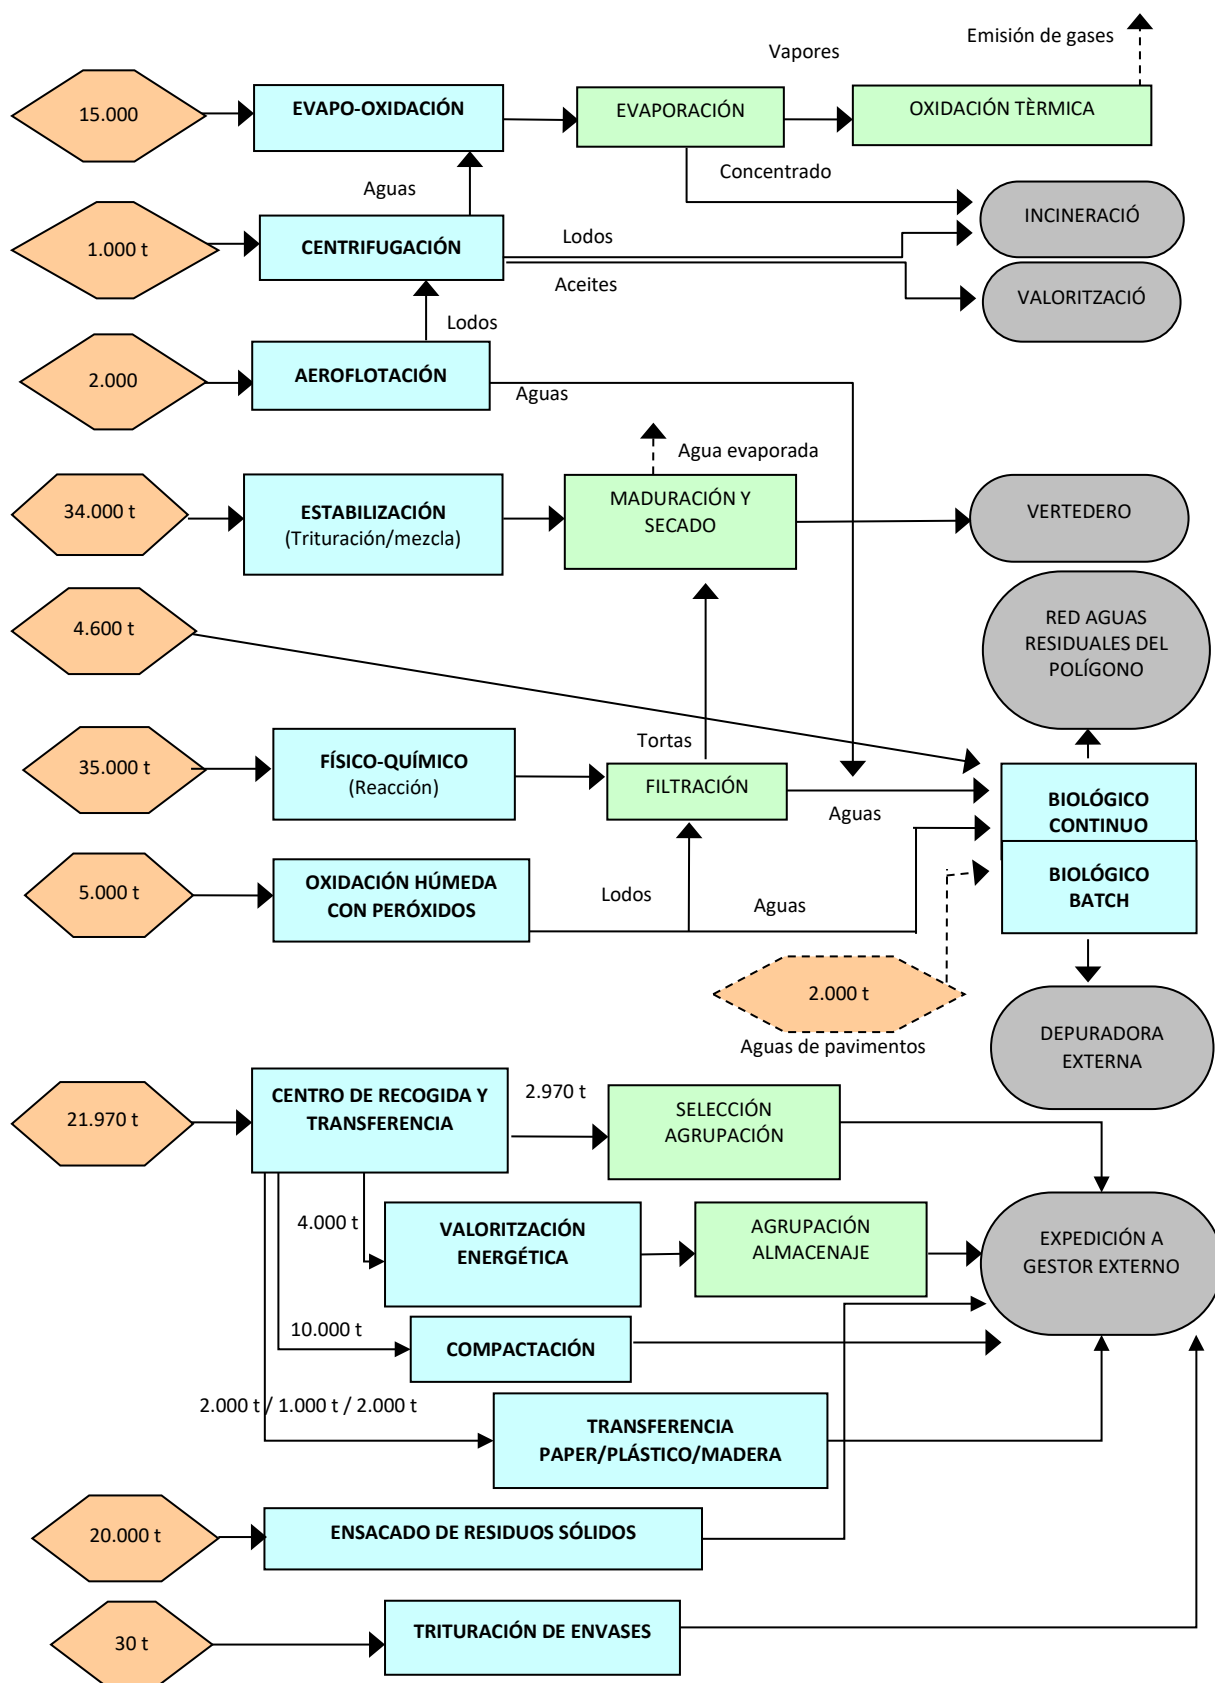 Emisión de gases
Vapores
15.000
EVAPO-OXIDACIÓN
EVAPORACIÓN
OXIDACIÓN TÈRMICA
Aguas
Concentrado
INCINERACIÓ
1.000 t
CENTRIFUGACIÓN
Lodos
Aceites
VALORITZACIÓ
Lodos
2.000
AEROFLOTACIÓN
Aguas
Agua evaporada
34.000 t
ESTABILIZACIÓN
(Trituración/mezcla)
MADURACIÓN Y
SECADO
VERTEDERO
4.600 t
RED AGUAS
RESIDUALES DEL
POLÍGONO
Tortas
35.000 t
FÍSICO-QUÍMICO
(Reacción)
FILTRACIÓN
Aguas
BIOLÓGICO
CONTINUO
5.000 t
OXIDACIÓN HÚMEDA
CON PERÓXIDOS
Lodos
Aguas
BIOLÓGICO
BATCH
2.000 t
Aguas de pavimentos
DEPURADORA
EXTERNA
21.970 t
CENTRO DE RECOGIDA Y
TRANSFERENCIA
2.970 t
SELECCIÓN
AGRUPACIÓN
4.000 t
VALORITZACIÓN
ENERGÉTICA
AGRUPACIÓN
ALMACENAJE
EXPEDICIÓN A
GESTOR EXTERNO
10.000 t
COMPACTACIÓN
2.000 t / 1.000 t / 2.000 t
TRANSFERENCIA
PAPER/PLÁSTICO/MADERA
20.000 t
ENSACADO DE RESIDUOS SÓLIDOS
30 t
TRITURACIÓN DE ENVASES